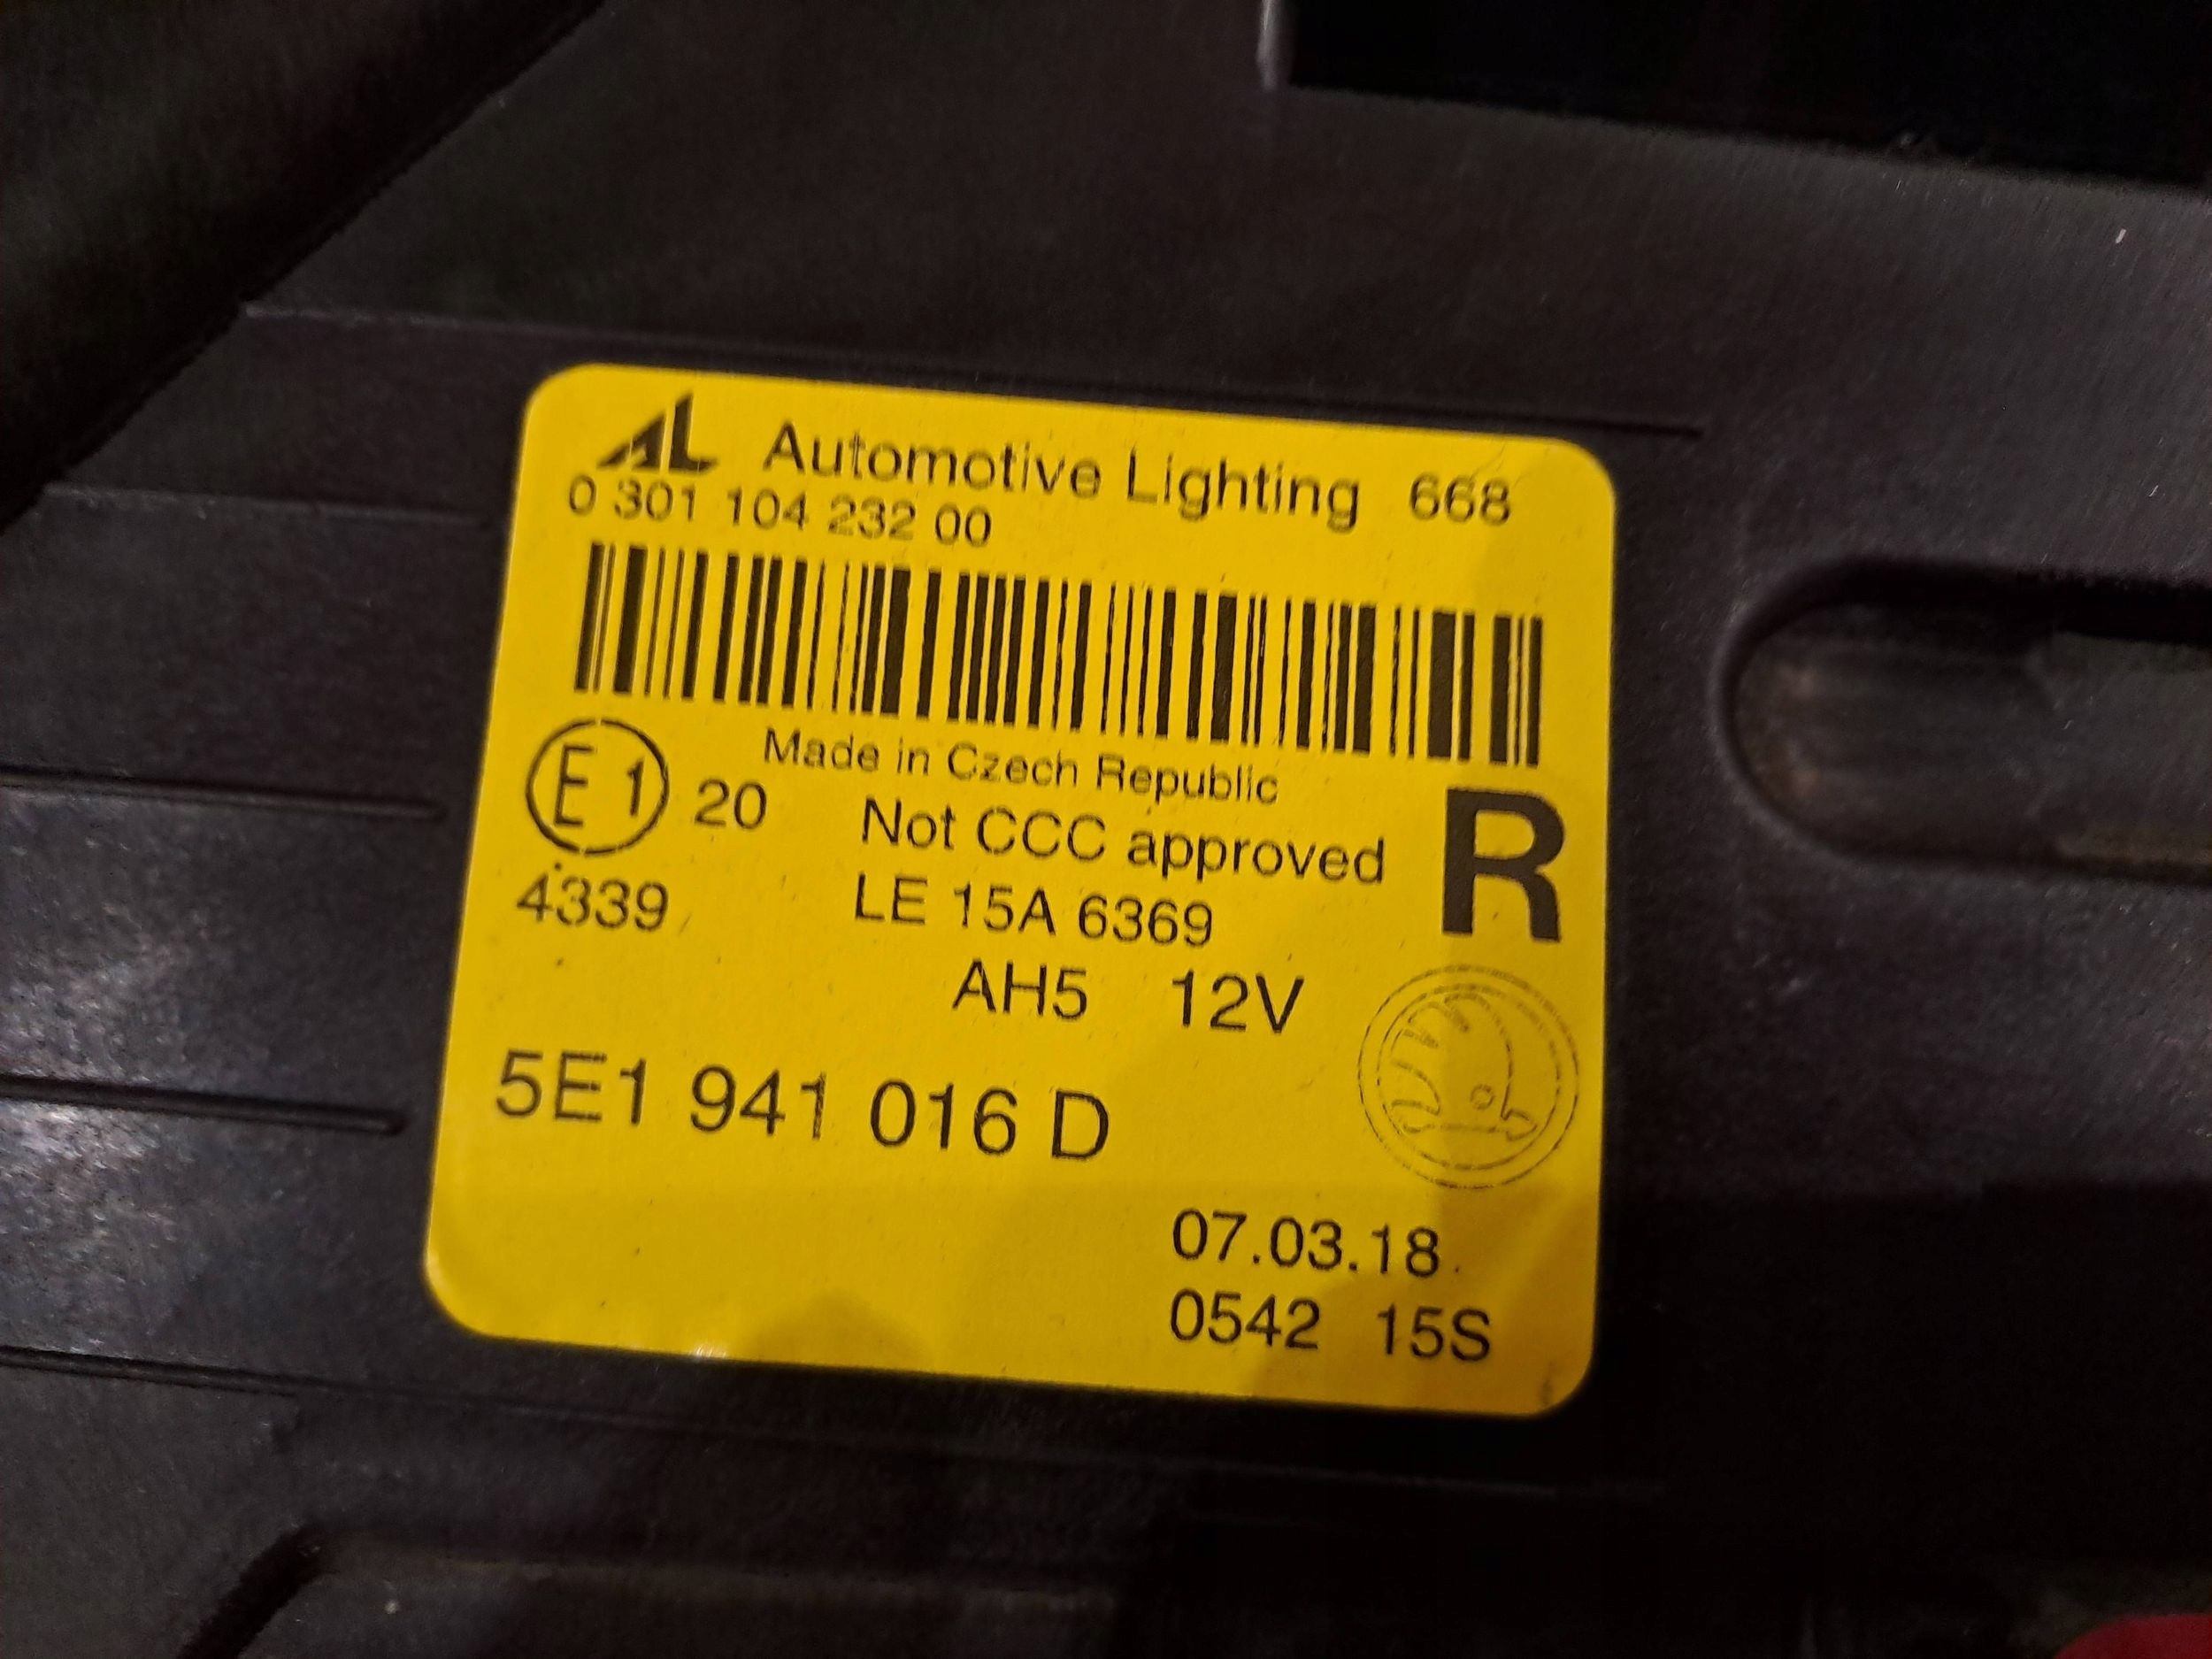 AL Automotive Lighting 668
0 301 104 232 00
Made in Czech Republic
E1 20 Not CCC approved R
4339 LE 15A 6369
AH5 12V
5E1 941 016 D
07.03.18
0542 15S